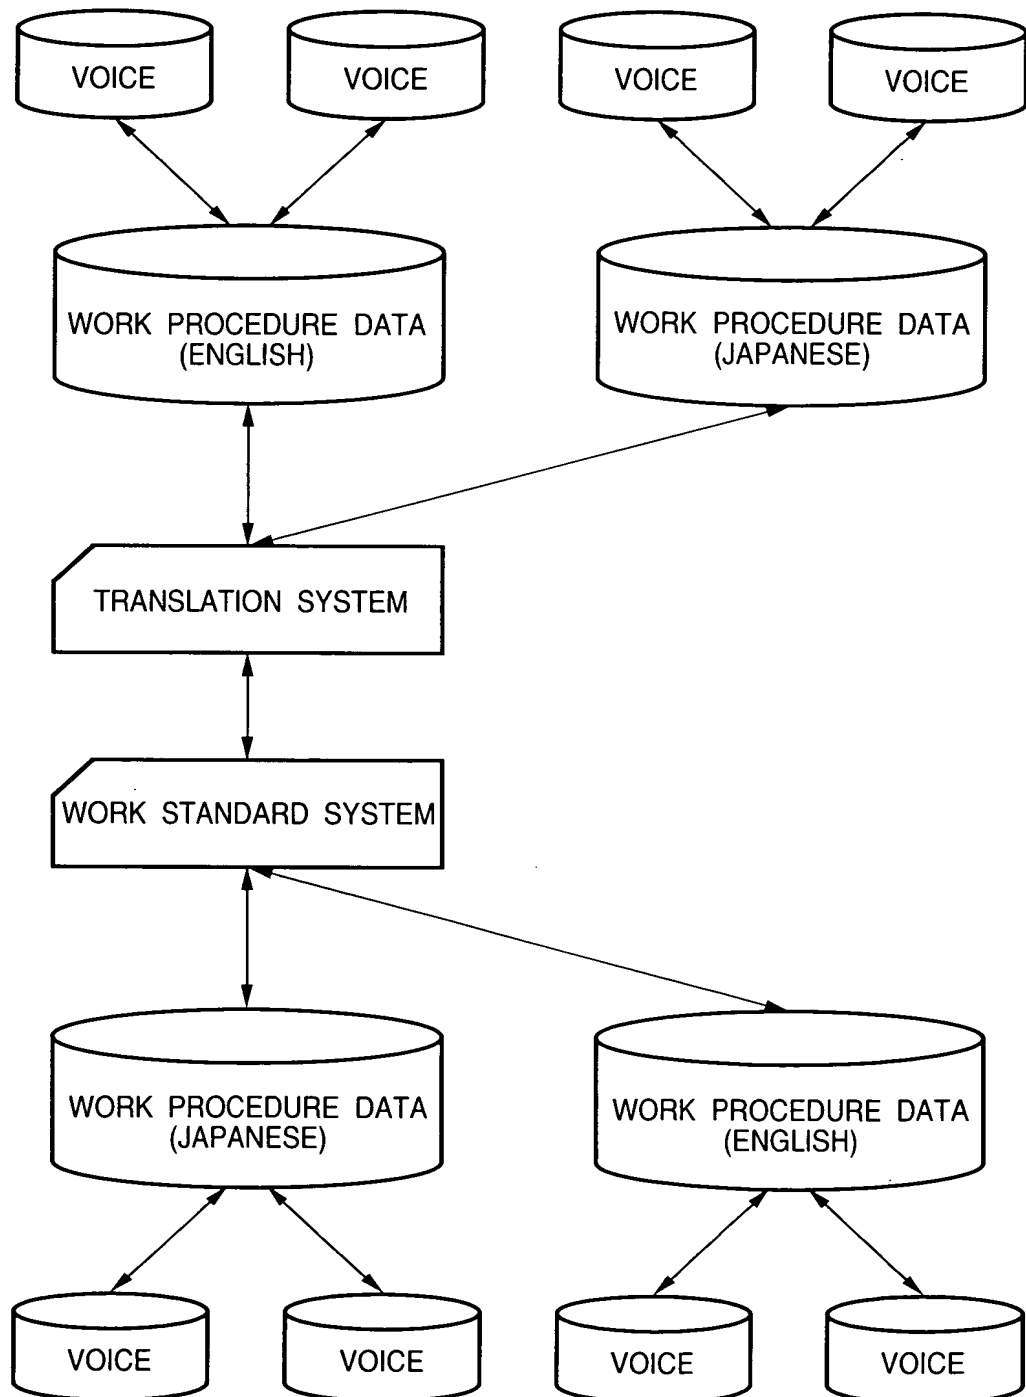 VOICE
VOICE
VOICE
VOICE
WORK PROCEDURE DATA
(ENGLISH)
WORK PROCEDURE DATA
(JAPANESE)
TRANSLATION SYSTEM
WORK STANDARD SYSTEM
WORK PROCEDURE DATA
(JAPANESE)
WORK PROCEDURE DATA
(ENGLISH)
VOICE
VOICE
VOICE
VOICE